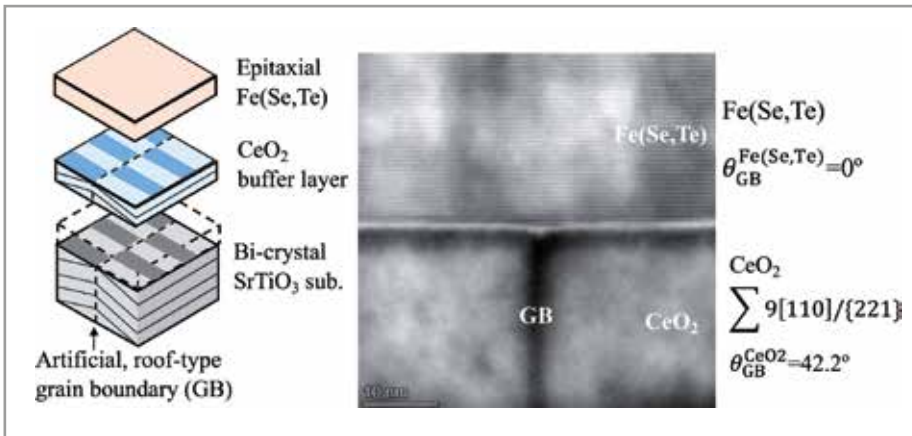 Epitaxial
Fe(Se,Te)
CeO₂
buffer layer
Bi-crystal
SrTiO₃ sub.
Artificial, roof-type
grain boundary (GB)
Fe(Se,Te)
GB
CeO₂
10 nm
Fe(Se,Te)
θ_GB^Fe(Se,Te)=0°
CeO₂
∑ 9[110]/{221}
θ_GB^CeO2=42.2°